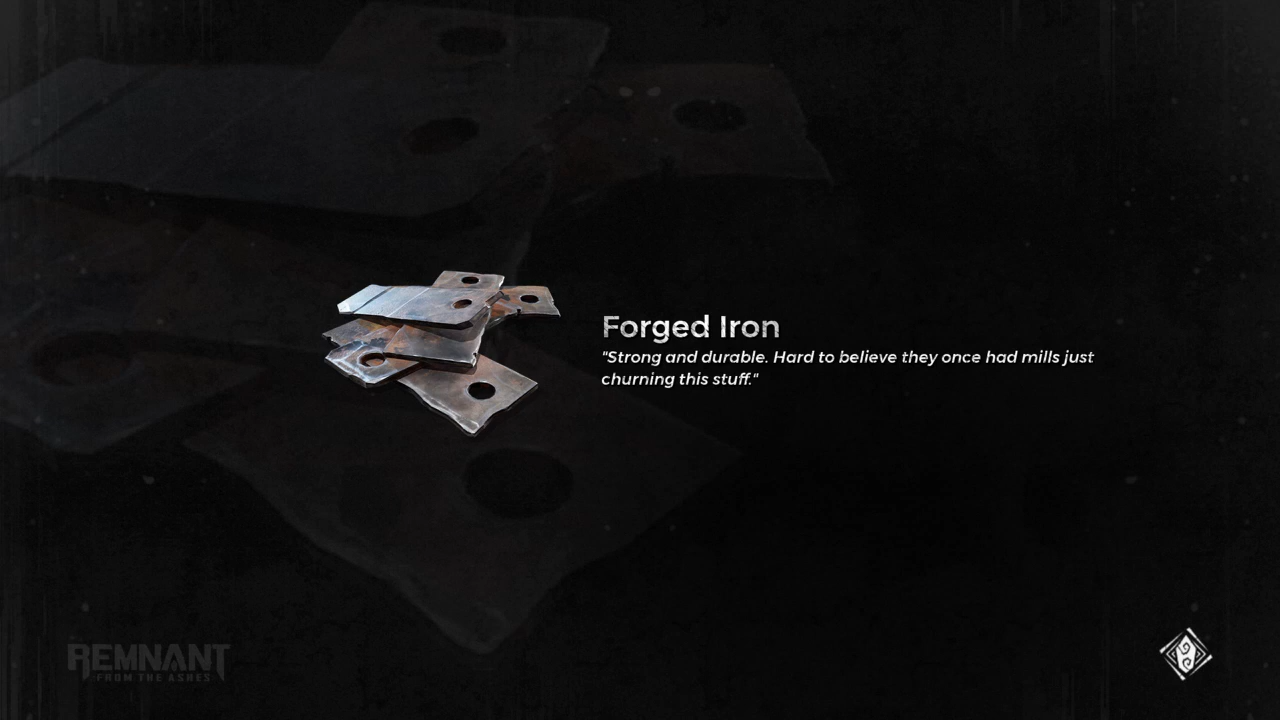 Forged Iron
"Strong and durable. Hard to believe they once had mills just
churning this stuff."
REMNANT
FROM THE ASHES